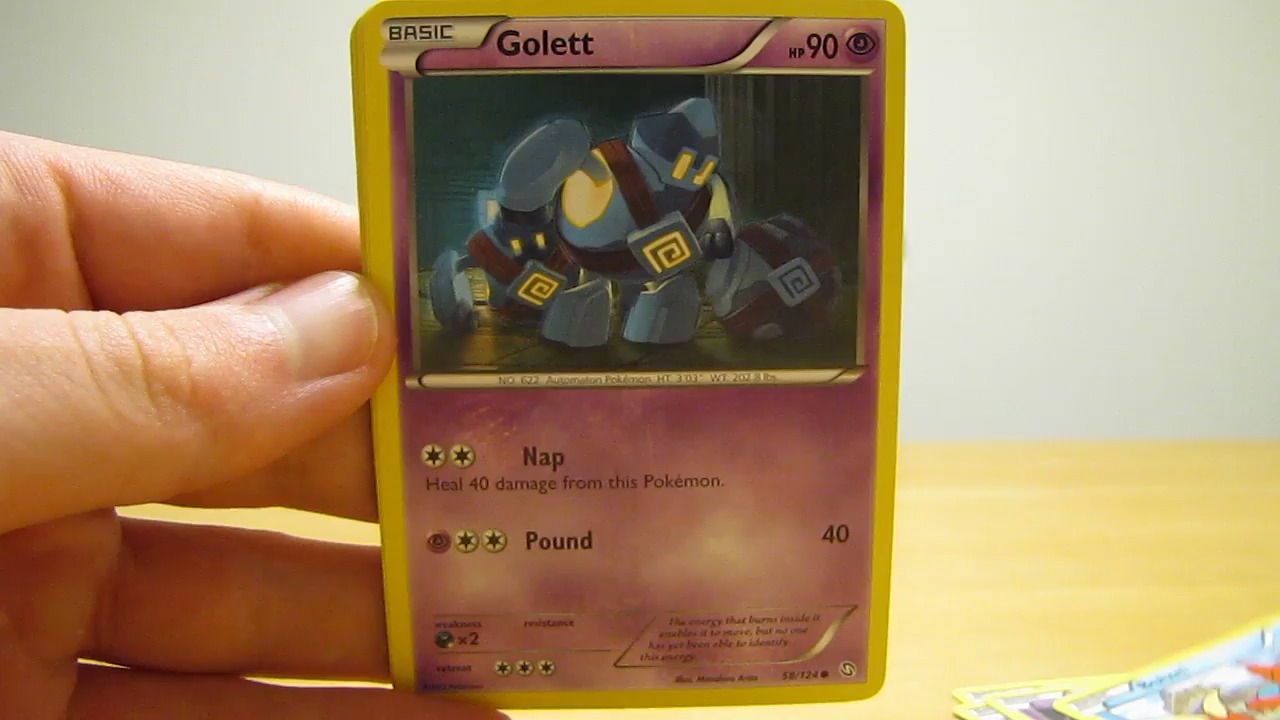 BASIC Golett HP 90
NO. 622 Automaton Pokémon HT: 3'03" WT: 202.8 lbs.
Nap
Heal 40 damage from this Pokémon.
Pound 40
weakness resistance
×2
The energy that burns inside it
enables it to move, but no one
has yet been able to identify
this energy.
retreat
Illus. Masakazu 58/124